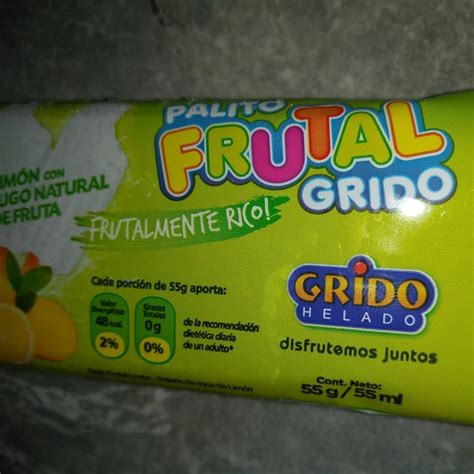 PALITO
FRUTAL
GRIDO
LIMÓN CON
JUGO NATURAL
DE FRUTA
FRUTALMENTE RICO!
Cada porción de 55g aporta:
Valor
Energético
48 kcal
2%
Grasas
Totales
0g
0%
de la recomendación
dietética diaria
de un adulto*
GRIDO
HELADO
disfrutemos juntos
Cont. Neto:
55 g / 55 ml